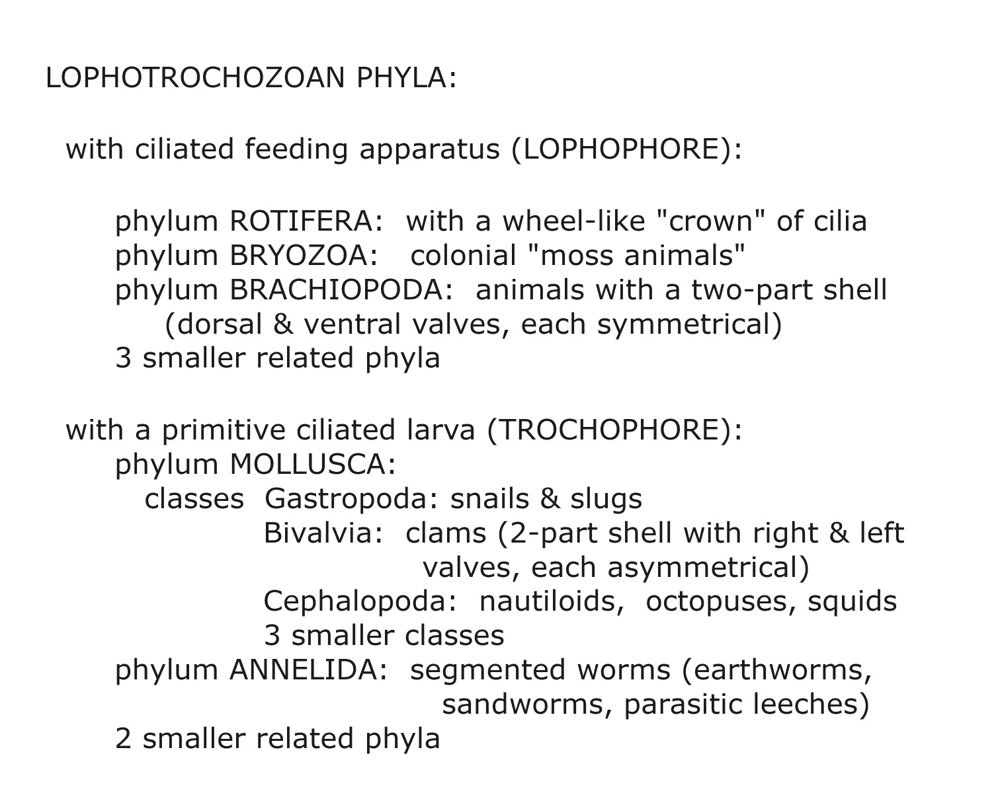 LOPHOTROCHOZOAN PHYLA:
with ciliated feeding apparatus (LOPHOPHORE):
phylum ROTIFERA: with a wheel-like "crown" of cilia
phylum BRYOZOA: colonial "moss animals"
phylum BRACHIOPODA: animals with a two-part shell
(dorsal & ventral valves, each symmetrical)
3 smaller related phyla
with a primitive ciliated larva (TROCHOPHORE):
phylum MOLLUSCA:
classes Gastropoda: snails & slugs
Bivalvia: clams (2-part shell with right & left
valves, each asymmetrical)
Cephalopoda: nautiloids, octopuses, squids
3 smaller classes
phylum ANNELIDA: segmented worms (earthworms,
sandworms, parasitic leeches)
2 smaller related phyla